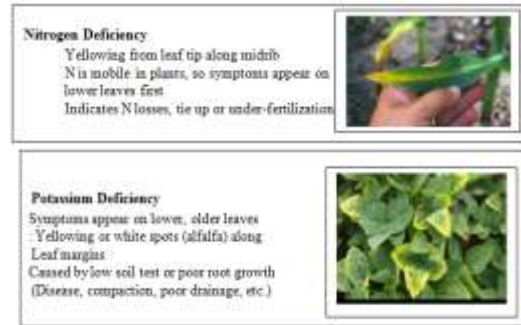 Nitrogen Deficiency
Yellowing from leaf tip along midrib
N is mobile in plants, so symptoms appear on
lower leaves first
Indicates N losses, tie up or under-fertilization
Potassium Deficiency
Symptoms appear on lower, older leaves
: Yellowing or white spots (alfalfa) along
Leaf margins
Caused by low soil test or poor root growth
(Disease, compaction, poor drainage, etc.)